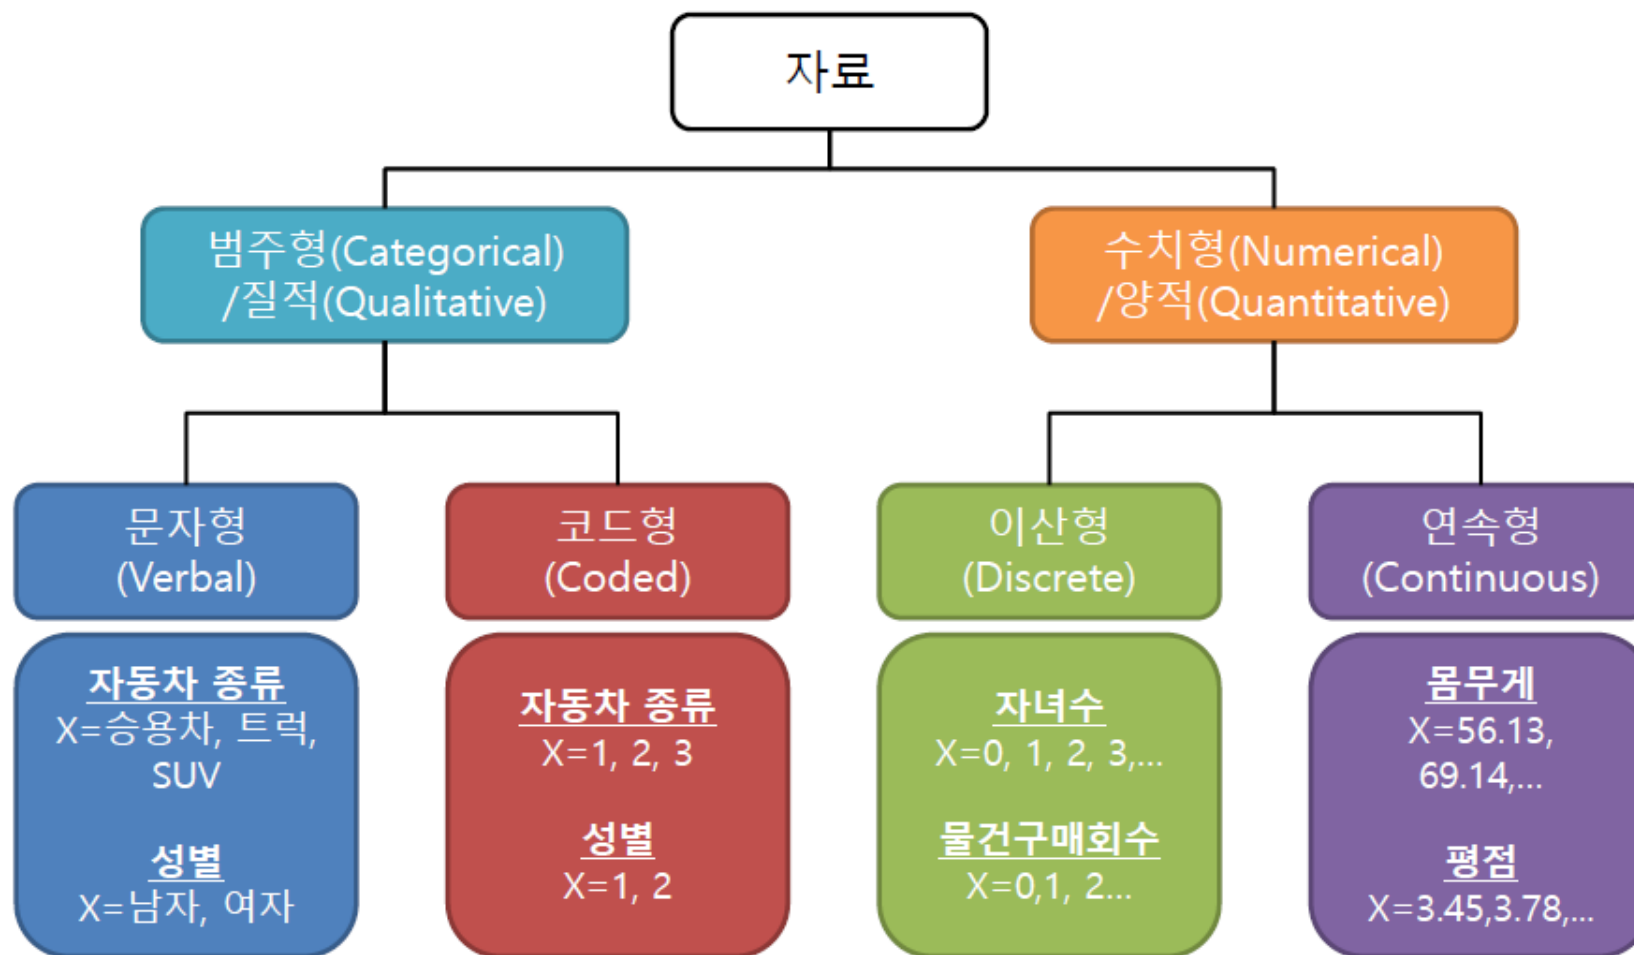 자료
범주형(Categorical)
/질적(Qualitative)
수치형(Numerical)
/양적(Quantitative)
문자형
(Verbal)
코드형
(Coded)
이산형
(Discrete)
연속형
(Continuous)
자동차 종류
X=승용차, 트럭,
SUV
성별
X=남자, 여자
자동차 종류
X=1, 2, 3
성별
X=1, 2
자녀수
X=0, 1, 2, 3,...
물건구매회수
X=0,1, 2...
몸무게
X=56.13,
69.14,...
평점
X=3.45,3.78,...